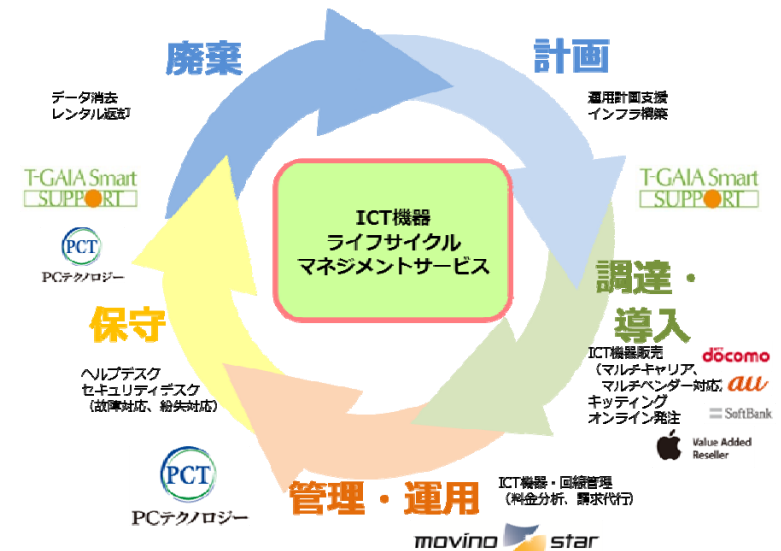 廃棄
計画
データ消去
レンタル返却
運用計画支援
インフラ構築
T-GAIA Smart
SUPPORT
T-GAIA Smart
SUPPORT
ICT機器
ライフサイクル
マネジメントサービス
PCT
PCテクノロジー
調達・
導入
保守
ICT機器販売
（マルチキャリア、
マルチベンダー対応）
キッティング
オンライン発注
docomo
au
SoftBank
Value Added
Reseller
ヘルプデスク
セキュリティデスク
（故障対応、紛失対応）
PCT
PCテクノロジー
管理・運用
ICT機器・回線管理
（料金分析、請求代行）
movino star